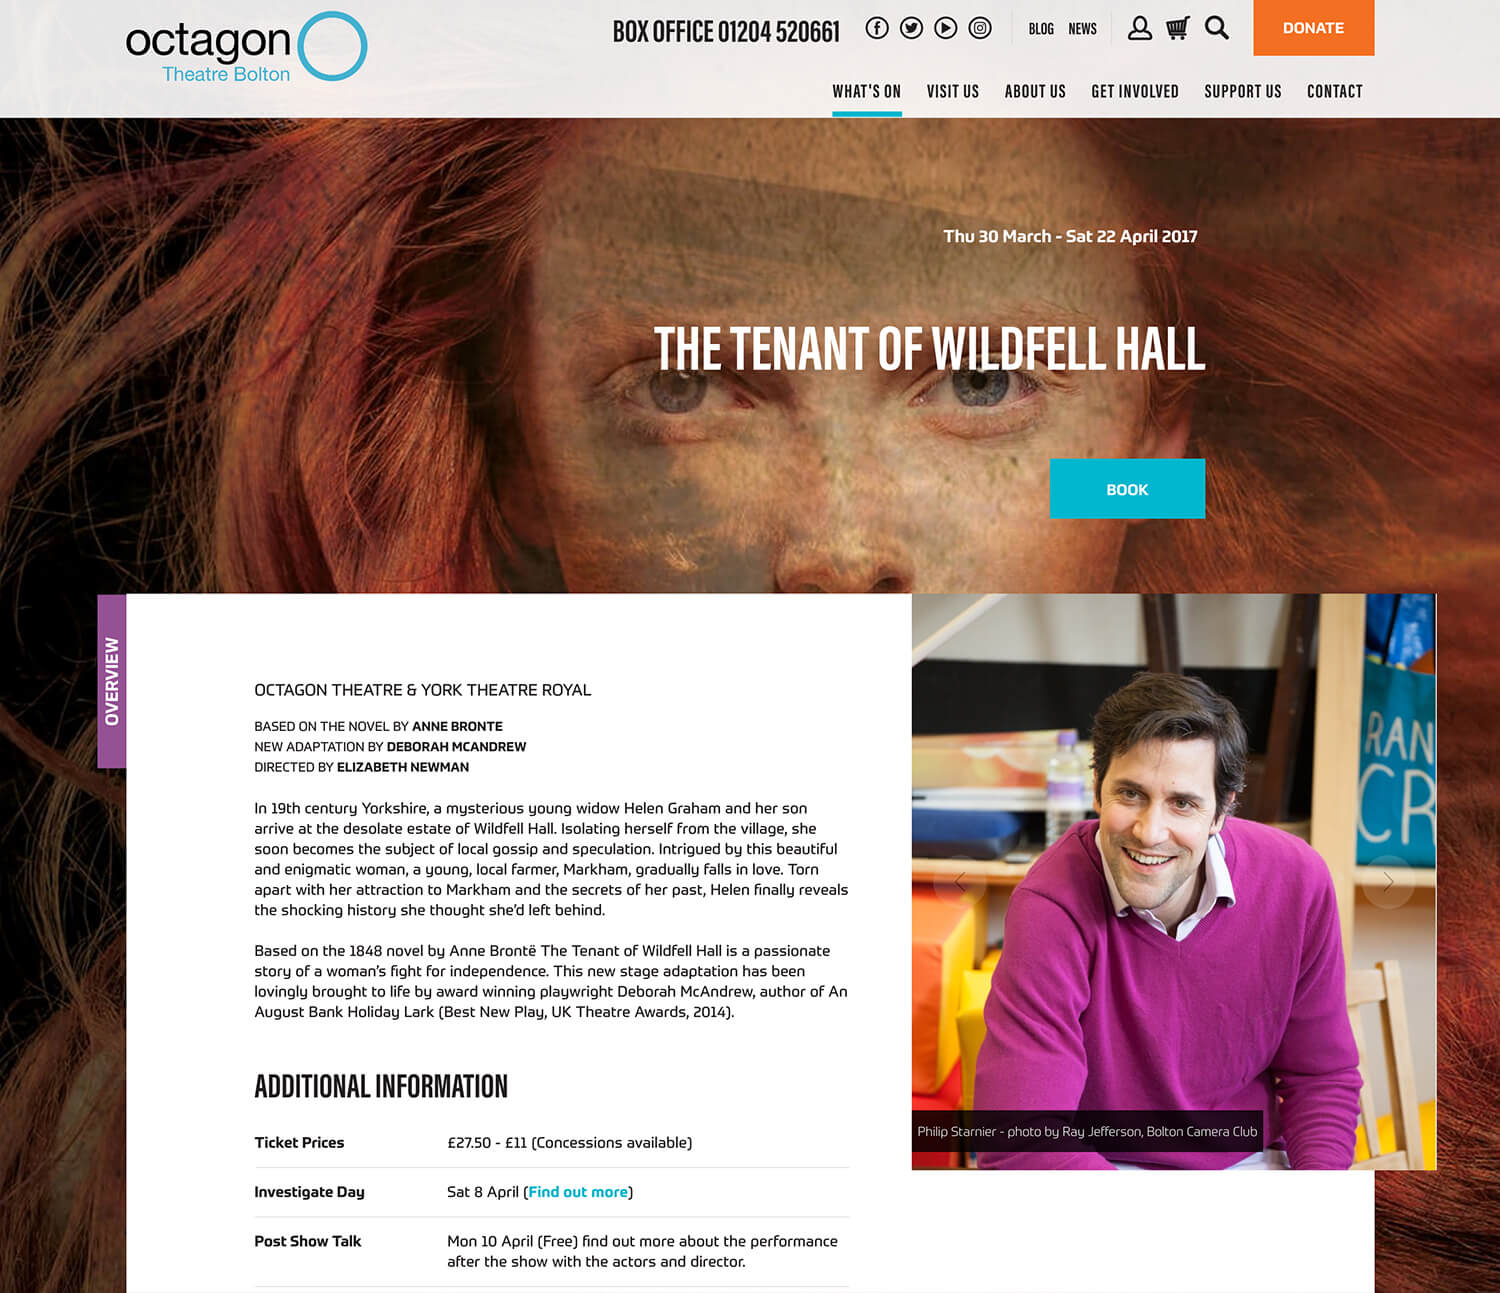 octagon
Theatre Bolton
BOX OFFICE 01204 520661
BLOG NEWS
DONATE
WHAT'S ON VISIT US ABOUT US GET INVOLVED SUPPORT US CONTACT
Thu 30 March - Sat 22 April 2017
THE TENANT OF WILDFELL HALL
BOOK
OVERVIEW
OCTAGON THEATRE & YORK THEATRE ROYAL
BASED ON THE NOVEL BY ANNE BRONTE
NEW ADAPTATION BY DEBORAH MCANDREW
DIRECTED BY ELIZABETH NEWMAN
In 19th century Yorkshire, a mysterious young widow Helen Graham and her son
arrive at the desolate estate of Wildfell Hall. Isolating herself from the village, she
soon becomes the subject of local gossip and speculation. Intrigued by this beautiful
and enigmatic woman, a young, local farmer, Markham, gradually falls in love. Torn
apart with her attraction to Markham and the secrets of her past, Helen finally reveals
the shocking history she thought she'd left behind.
Based on the 1848 novel by Anne Brontë The Tenant of Wildfell Hall is a passionate
story of a woman's fight for independence. This new stage adaptation has been
lovingly brought to life by award winning playwright Deborah McAndrew, author of An
August Bank Holiday Lark (Best New Play, UK Theatre Awards, 2014).
ADDITIONAL INFORMATION
Ticket Prices £27.50 - £11 (Concessions available)
Investigate Day Sat 8 April (Find out more)
Post Show Talk Mon 10 April (Free) find out more about the performance
after the show with the actors and director.
RAN
CR
Philip Starnier - photo by Ray Jefferson, Bolton Camera Club